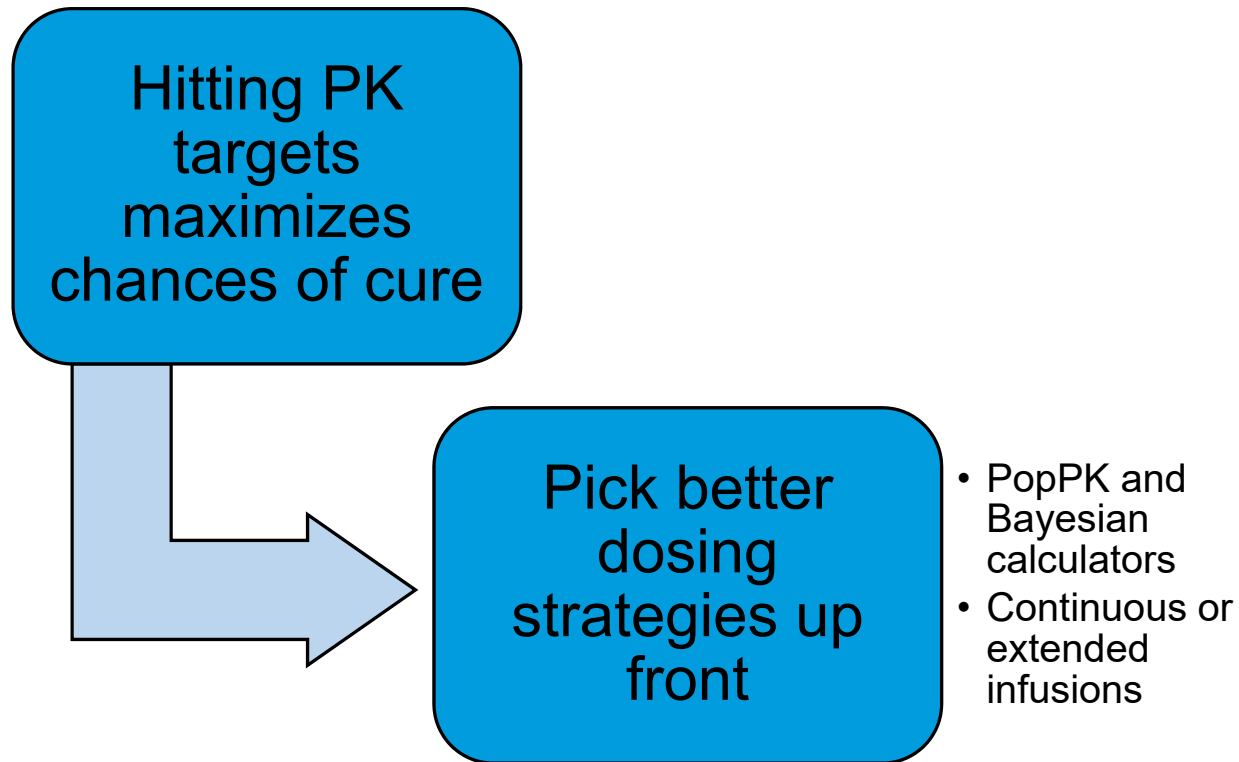 Hitting PK
targets
maximizes
chances of cure
Pick better
dosing
strategies up
front
• PopPK and
Bayesian
calculators
• Continuous or
extended
infusions